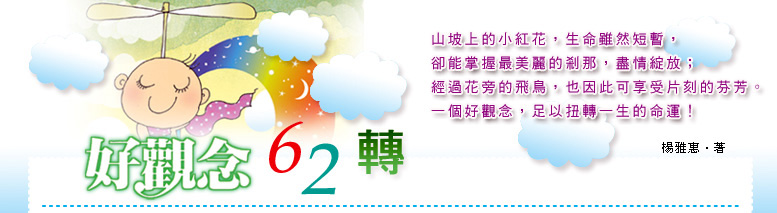 山坡上的小紅花，生命雖然短暫，
卻能掌握最美麗的剎那，盡情綻放；
經過花旁的飛鳥，也因此可享受片刻的芬芳。
一個好觀念，足以扭轉一生的命運！
楊雅惠・著
好觀念62轉